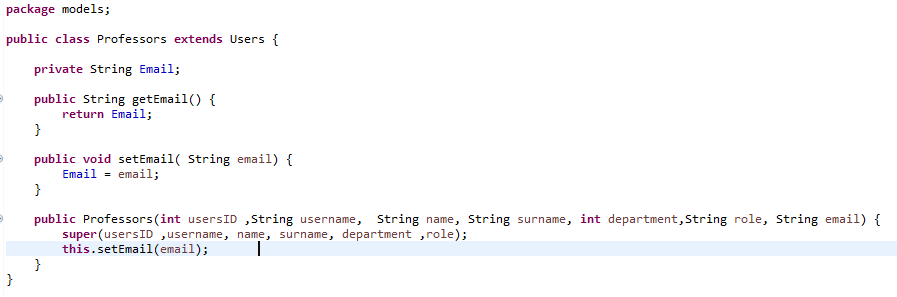 package models;
public class Professors extends Users {
private String Email;
public String getEmail() {
return Email;
}
public void setEmail( String email) {
Email = email;
}
public Professors(int usersID ,String username,  String name, String surname, int department,String role, String email) {
super(usersID ,username, name, surname, department ,role);
this.setEmail(email);
}
}